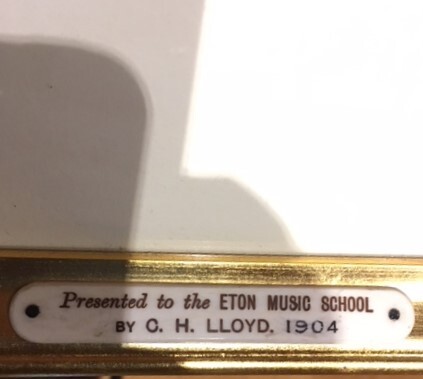 Presented to the ETON MUSIC SCHOOL
BY C. H. LLOYD. 1904